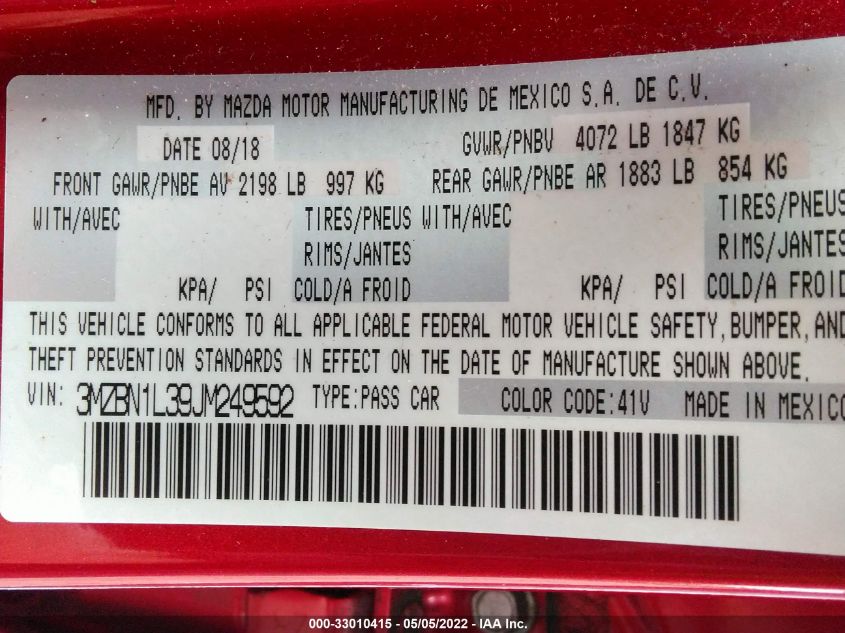 MFD. BY MAZDA MOTOR MANUFACTURING DE MEXICO S.A. DE C.V.
DATE 08/18 GVWR/PNBV 4072 LB 1847 KG
FRONT GAWR/PNBE AV 2198 LB 997 KG REAR GAWR/PNBE AR 1883 LB 854 KG
WITH/AVEC TIRES/PNEUS WITH/AVEC TIRES/PNEUS
RIMS/JANTES RIMS/JANTES
KPA/ PSI COLD/A FROID KPA/ PSI COLD/A FROID
THIS VEHICLE CONFORMS TO ALL APPLICABLE FEDERAL MOTOR VEHICLE SAFETY, BUMPER, AND
THEFT PREVENTION STANDARDS IN EFFECT ON THE DATE OF MANUFACTURE SHOWN ABOVE.
VIN: 3MZBN1L39JM249592 TYPE:PASS CAR COLOR CODE:41V MADE IN MEXICO
000-33010415 - 05/05/2022 - IAA Inc.